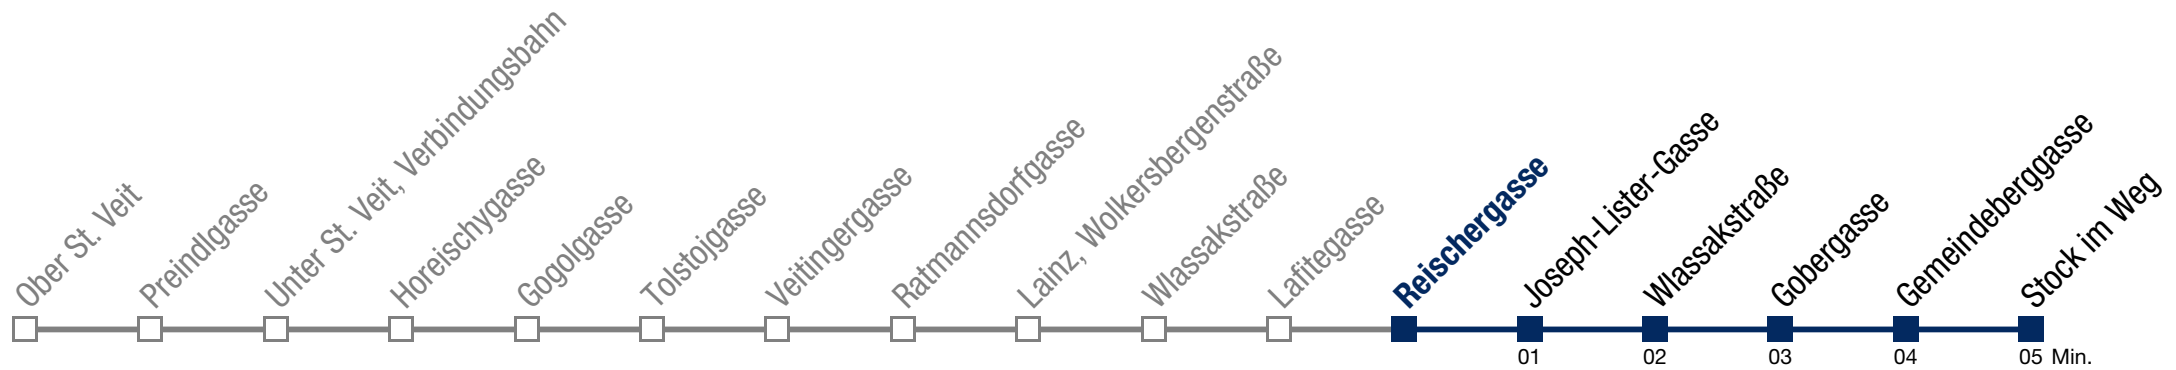 Ober St. Veit
Preindlgasse
Unter St. Veit, Verbindungsbahn
Horeischygasse
Gogolgasse
Tolstojgasse
Veitingergasse
Ratmannsdorfgasse
Lainz, Wolkersbergenstraße
Wlassakstraße
Lafitegasse
Reischergasse
Joseph-Lister-Gasse
Wlassakstraße
Gobergasse
Gemeindeberggasse
Stock im Weg
01 02 03 04 05 Min.